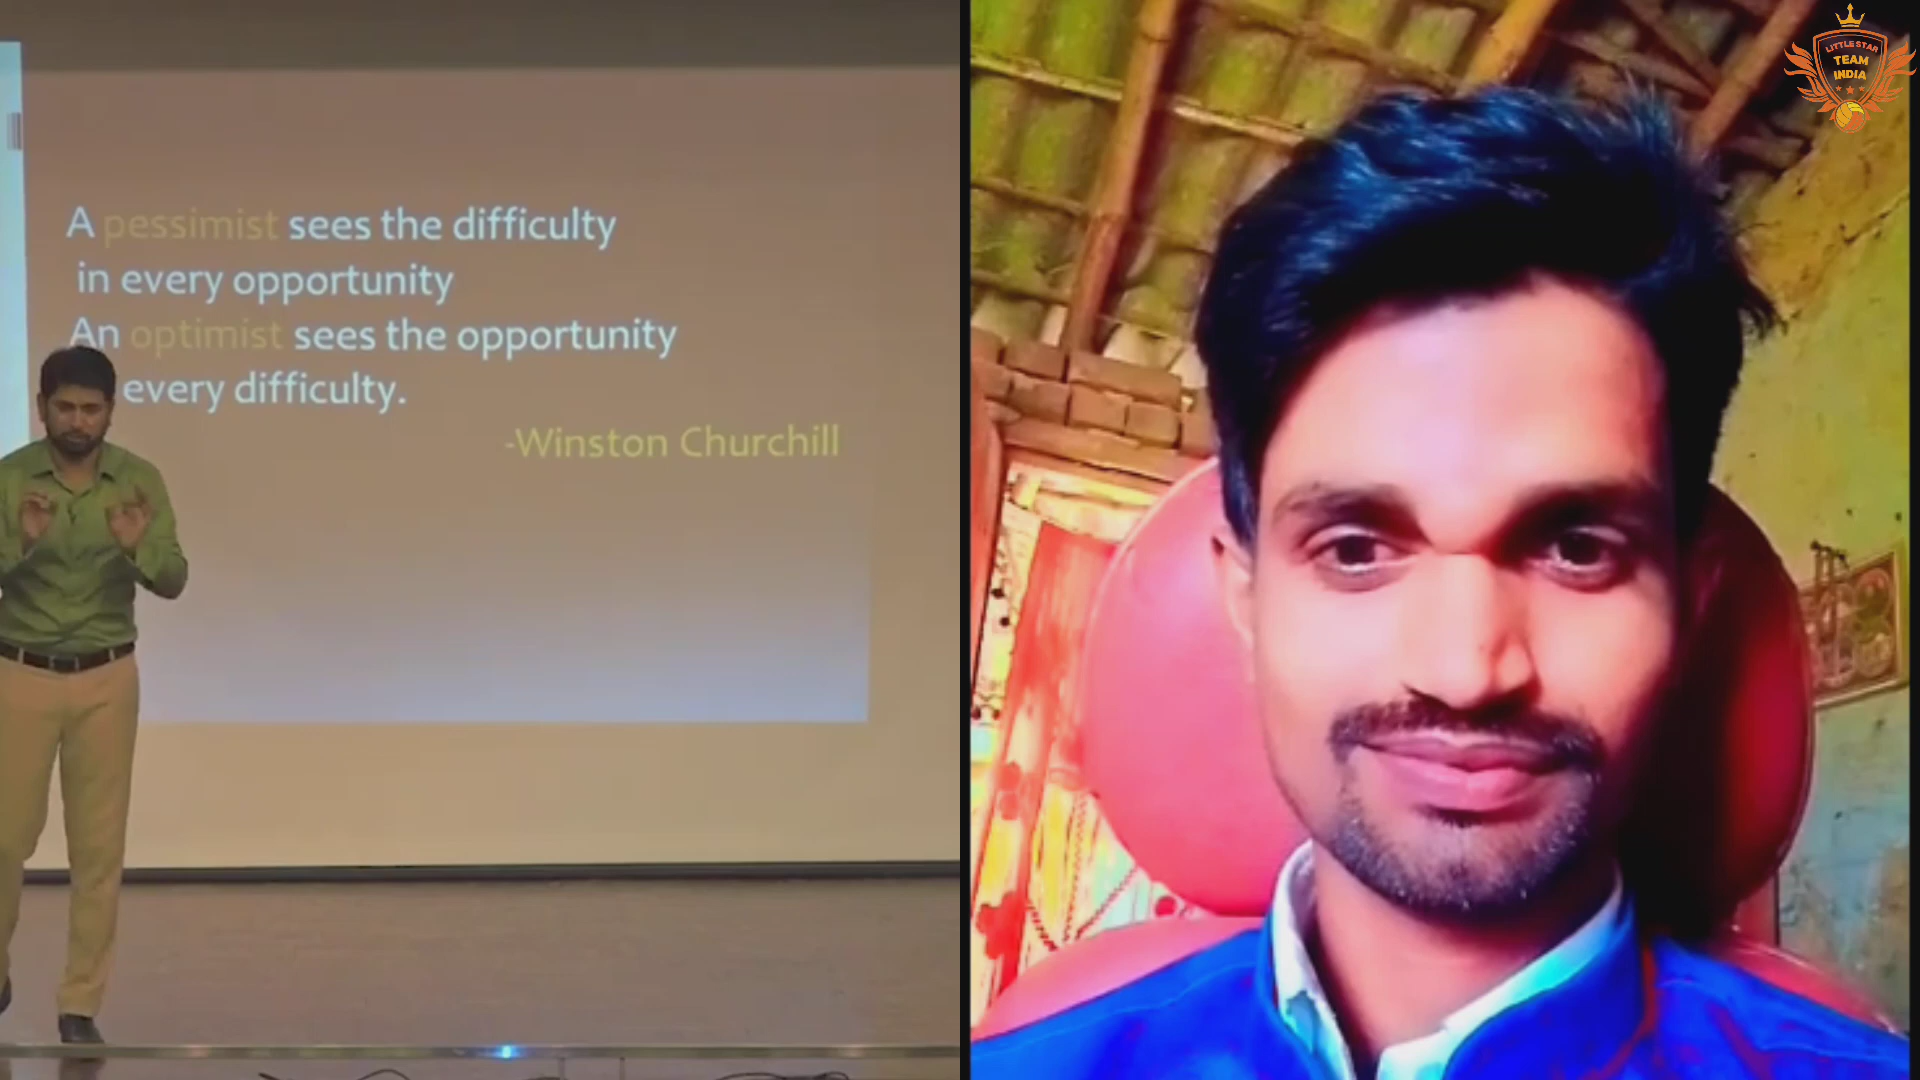 A pessimist sees the difficulty
in every opportunity
An optimist sees the opportunity
every difficulty.
-Winston Churchill
LITTLE STAR
TEAM
INDIA